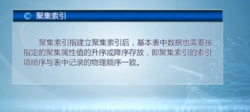 聚集索引
聚集索引指建立聚集索引后，基本表中数据也需要按
指定的聚集属性值的升序或降序存放，即聚集索引的索引
项顺序与表中记录的物理顺序一致。